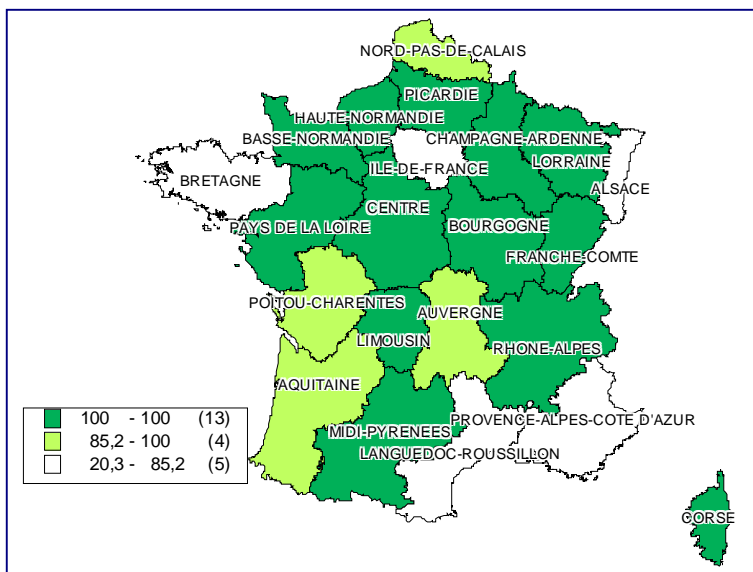 NORD-PAS-DE-CALAIS
PICARDIE
HAUTE-NORMANDIE
BASSE-NORMANDIE
CHAMPAGNE-ARDENNE
LORRAINE
ILE-DE-FRANCE
ALSACE
BRETAGNE
CENTRE
PAYS DE LA LOIRE
BOURGOGNE
FRANCHE-COMTE
POITOU-CHARENTES
AUVERGNE
LIMOUSIN
RHONE-ALPES
AQUITAINE
PROVENCE-ALPES-COTE D'AZUR
MIDI-PYRENEES
LANGUEDOC-ROUSSILLON
CORSE
100 - 100 (13)
85,2 - 100 (4)
20,3 - 85,2 (5)